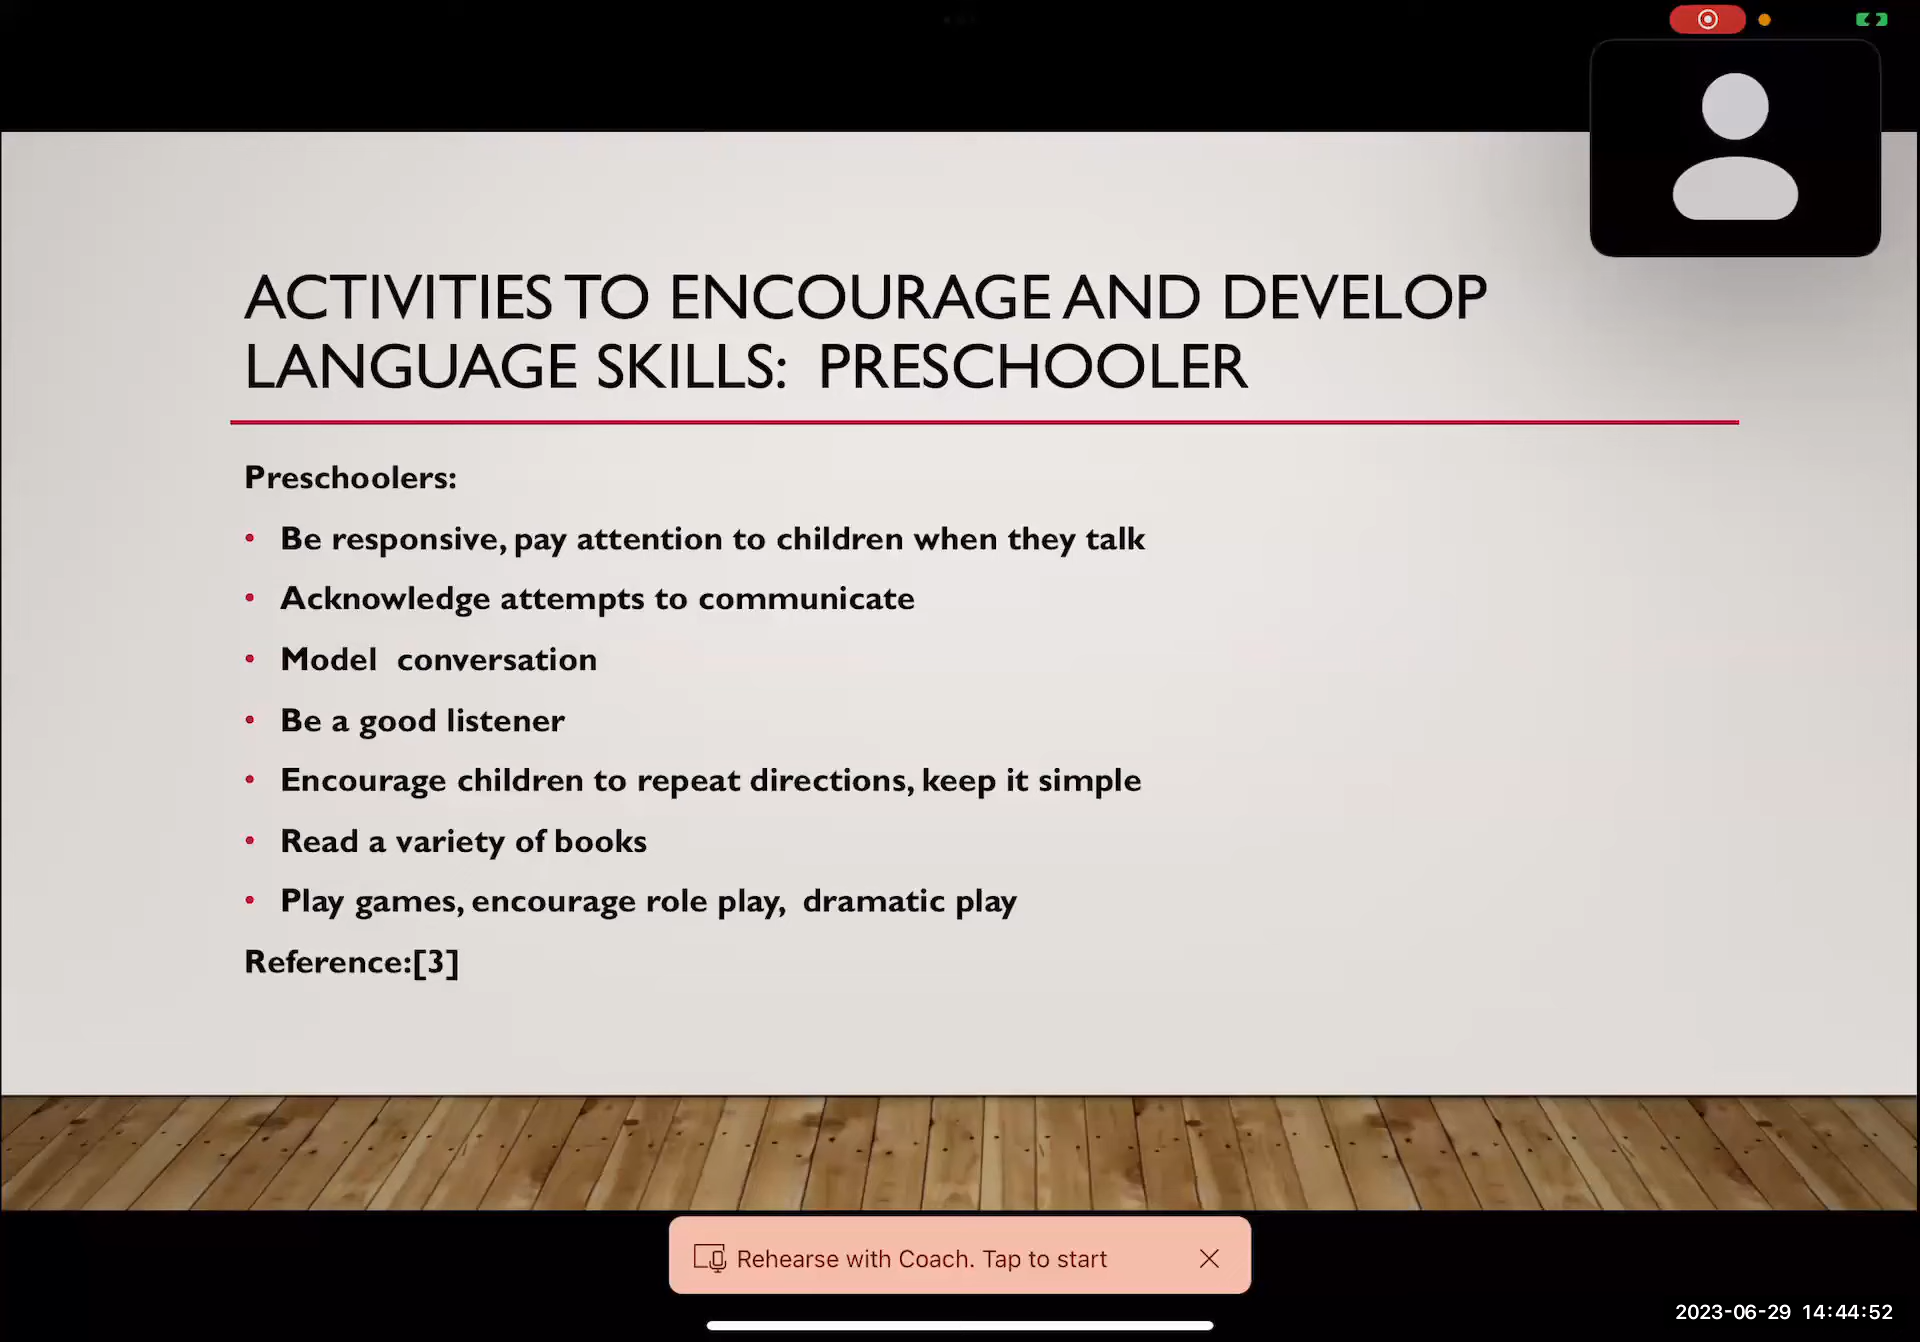 ACTIVITIES TO ENCOURAGE AND DEVELOP
LANGUAGE SKILLS:  PRESCHOOLER
Preschoolers:
• Be responsive, pay attention to children when they talk
• Acknowledge attempts to communicate
• Model  conversation
• Be a good listener
• Encourage children to repeat directions, keep it simple
• Read a variety of books
• Play games, encourage role play,  dramatic play
Reference:[3]
Rehearse with Coach. Tap to start
2023-06-29 14:44:52